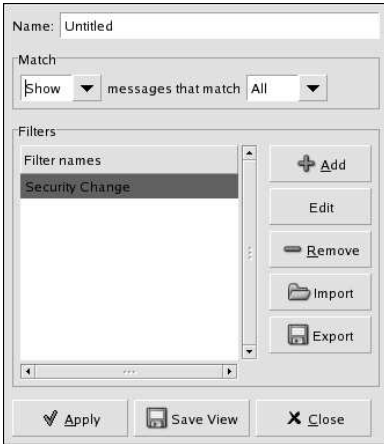 Name: Untitled
Match
Show messages that match All
Filters
Filter names
Security Change
Add
Edit
Remove
Import
Export
Apply Save View Close